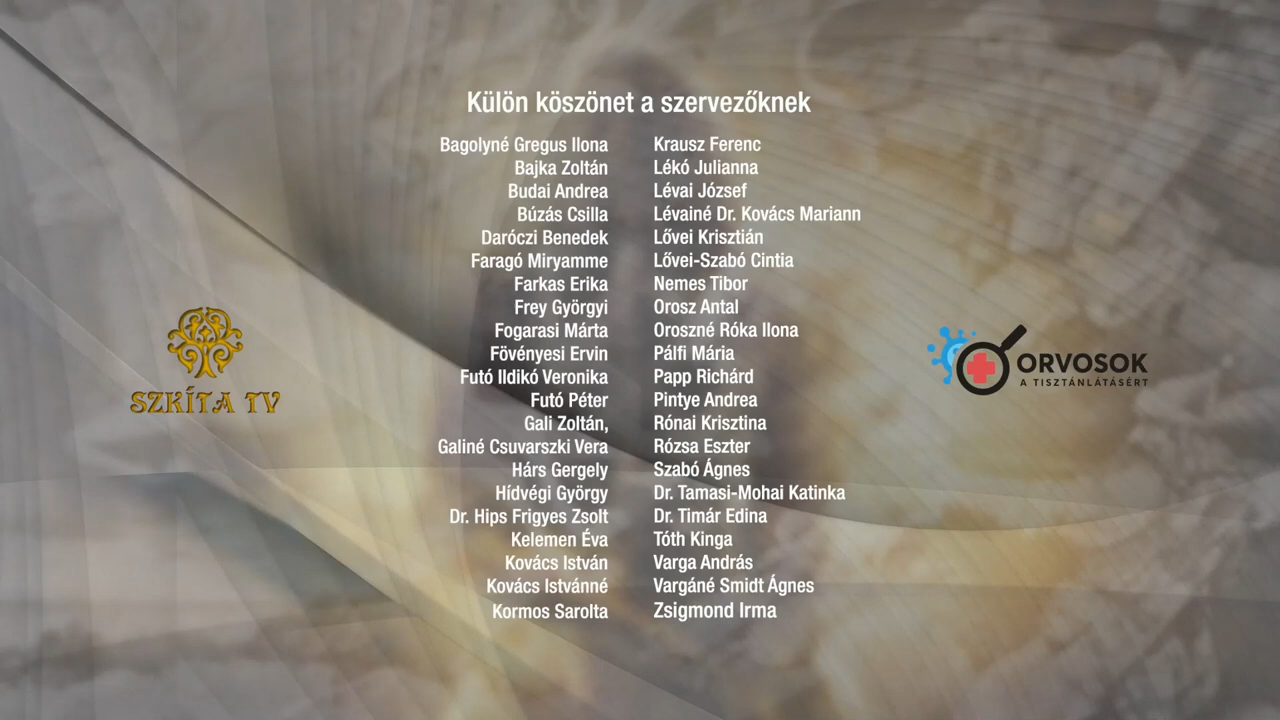 Külön köszönet a szervezőknek
Bagolyné Gregus Ilona
Bajka Zoltán
Budai Andrea
Búzás Csilla
Daróczi Benedek
Faragó Miryamme
Farkas Erika
Frey Györgyi
Fogarasi Márta
Fövényesi Ervin
Futó Ildikó Veronika
Futó Péter
Gali Zoltán,
Galiné Csuvarszki Vera
Hárs Gergely
Hídvégi György
Dr. Hips Frigyes Zsolt
Kelemen Éva
Kovács István
Kovács Istvánné
Kormos Sarolta
Krausz Ferenc
Lékó Julianna
Lévai József
Lévainé Dr. Kovács Mariann
Lővei Krisztián
Lővei-Szabó Cintia
Nemes Tibor
Orosz Antal
Oroszné Róka Ilona
Pálfi Mária
Papp Richárd
Pintye Andrea
Rónai Krisztina
Rózsa Eszter
Szabó Ágnes
Dr. Tamasi-Mohai Katinka
Dr. Timár Edina
Tóth Kinga
Varga András
Vargáné Smidt Ágnes
Zsigmond Irma
SZKÍTA TV
ORVOSOK
A TISZTÁNLÁTÁSÉRT